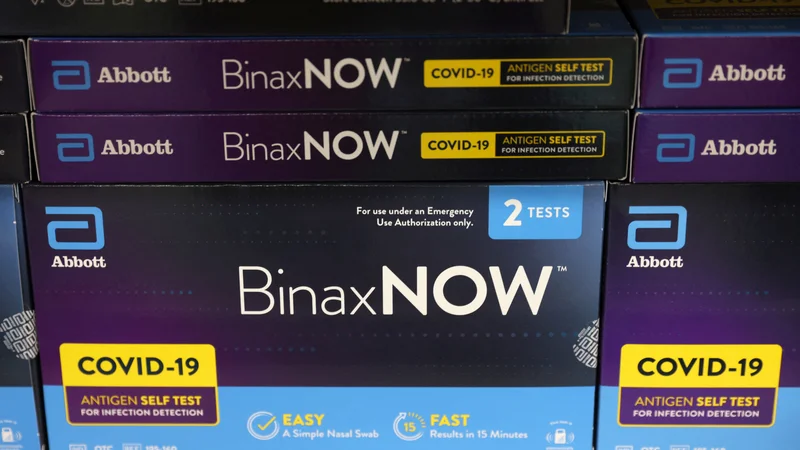 Abbott
BinaxNOW™
COVID-19
ANTIGEN SELF TEST
FOR INFECTION DETECTION
Abbott
Abbott
BinaxNOW™
COVID-19
ANTIGEN SELF TEST
FOR INFECTION DETECTION
Abbott
Abbott
For use under an Emergency
Use Authorization only.
2 TESTS
BinaxNOW™
COVID-19
ANTIGEN SELF TEST
FOR INFECTION DETECTION
EASY
A Simple Nasal Swab
15
FAST
Results in 15 Minutes
Abbott
COVID-19
ANTIGEN SELF TEST
FOR INFECTION DETECTION